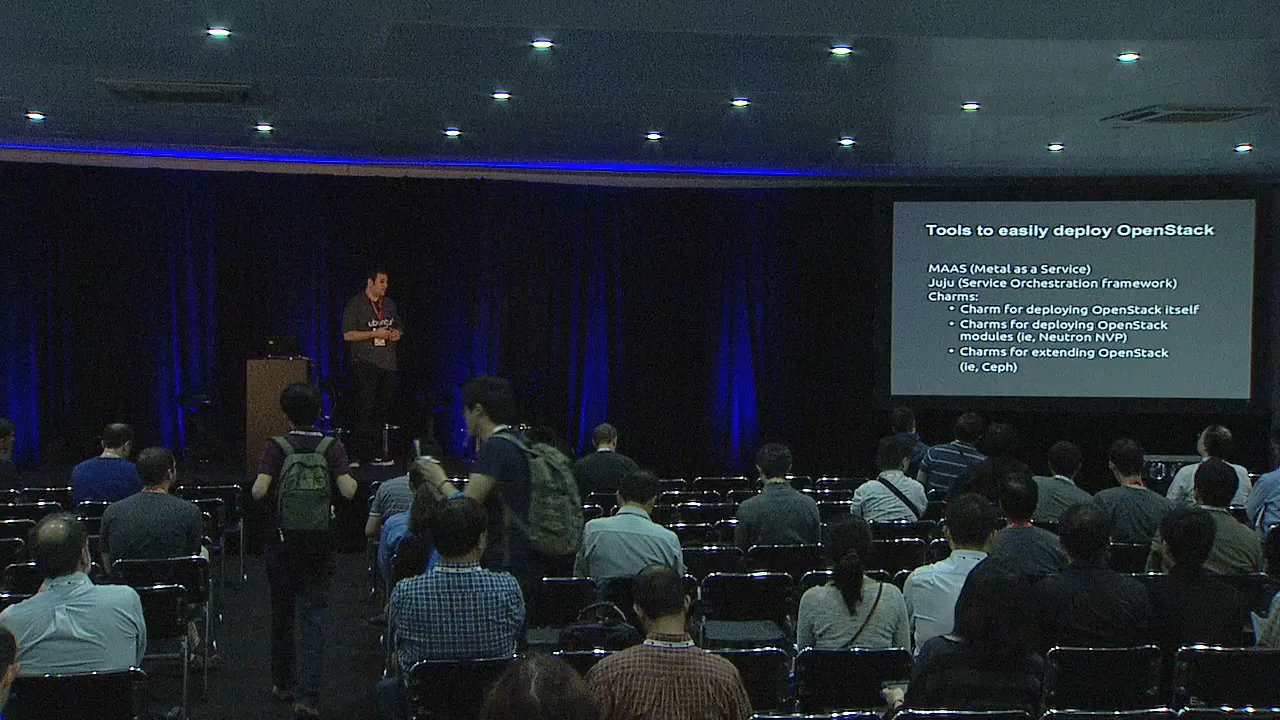 Tools to easily deploy OpenStack
MAAS (Metal as a Service)
Juju (Service Orchestration framework)
Charms:
• Charm for deploying OpenStack itself
• Charms for deploying OpenStack
modules (ie, Neutron NVP)
• Charms for extending OpenStack
(ie, Ceph)
ubuntu